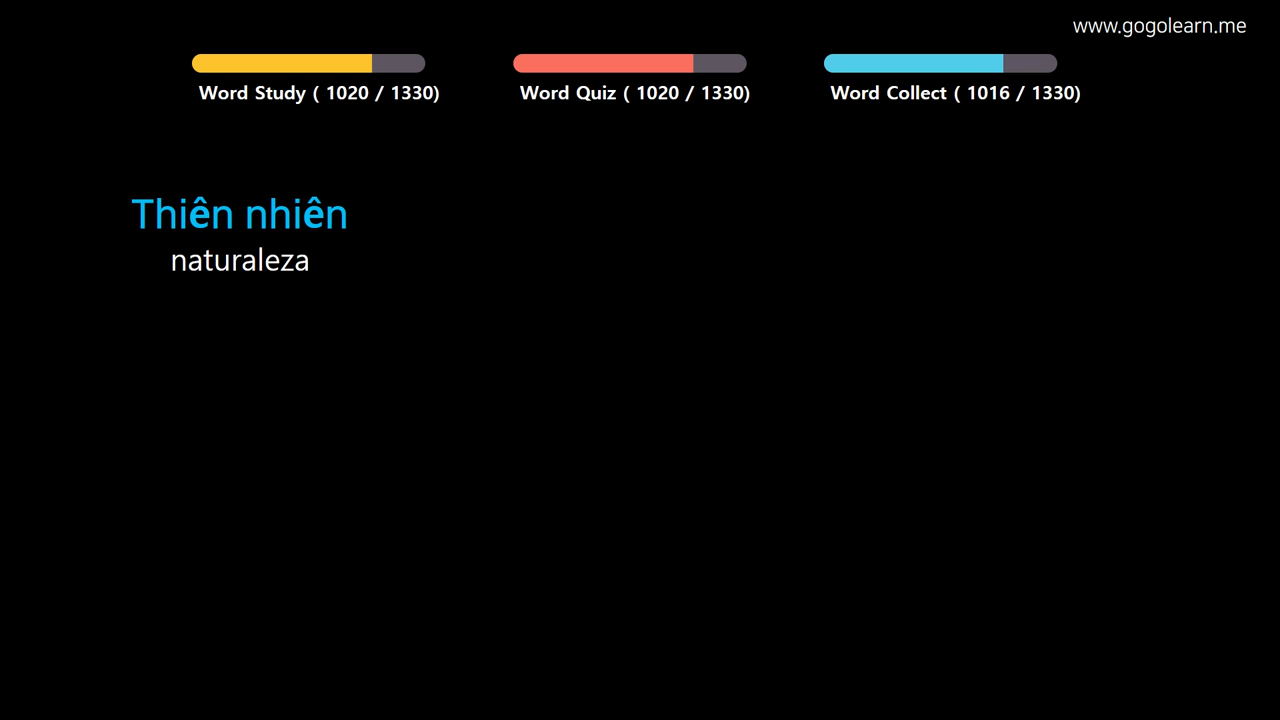 www.gogolearn.me
Word Study ( 1020 / 1330)
Word Quiz ( 1020 / 1330)
Word Collect ( 1016 / 1330)
Thiên nhiên
naturaleza